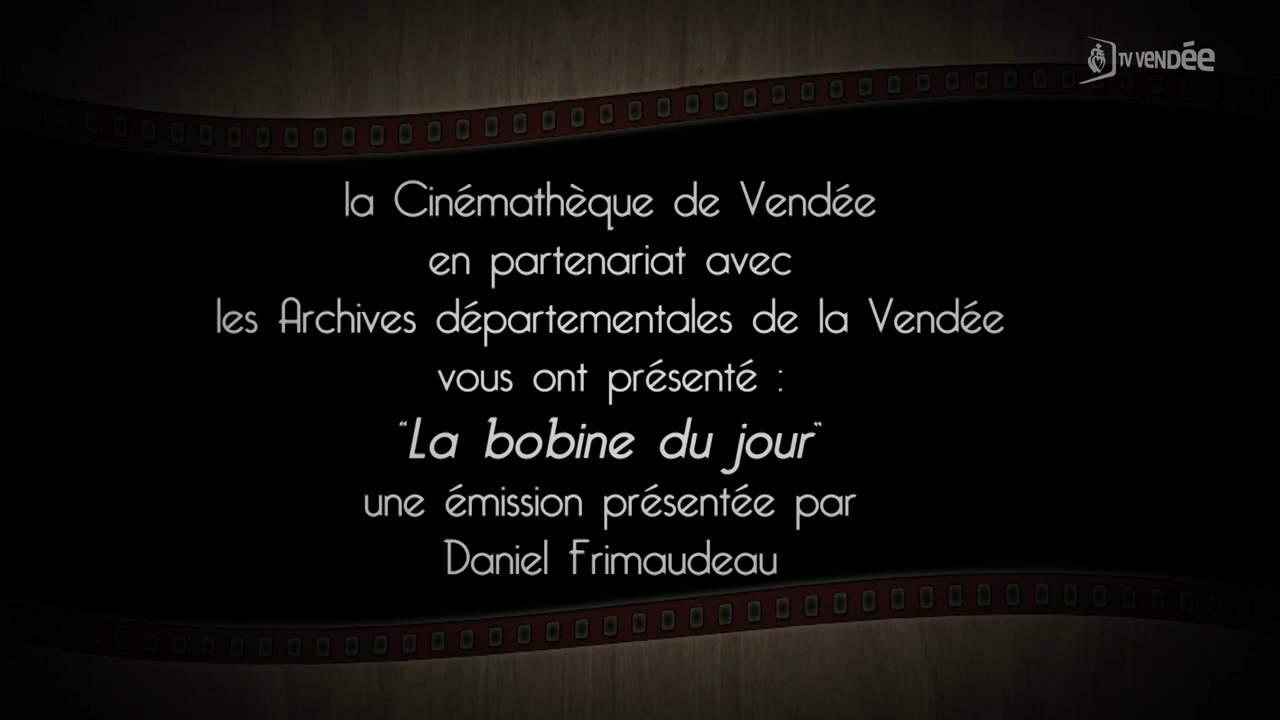 TV VENDÉE
la Cinémathèque de Vendée
en partenariat avec
les Archives départementales de la Vendée
vous ont présenté :
"La bobine du jour"
une émission présentée par
Daniel Frimaudeau